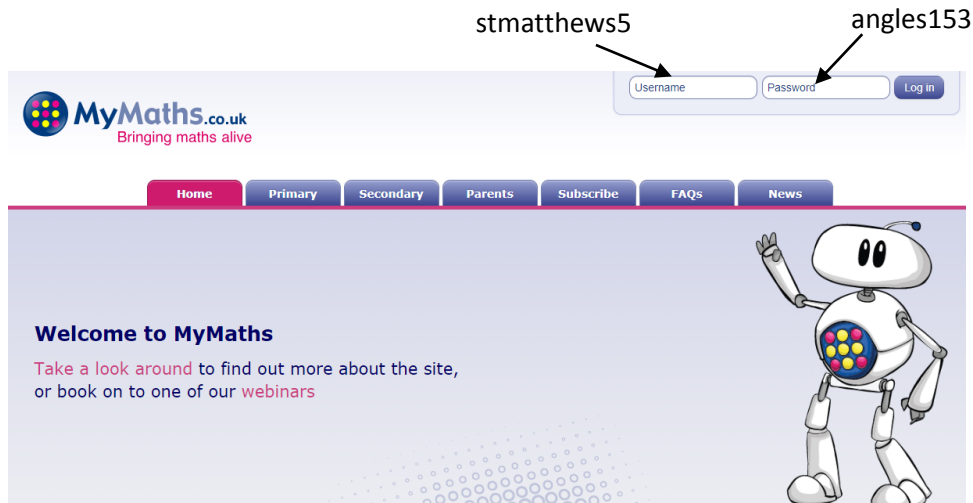 stmatthews5 angles153
Username Password Log in
MyMaths.co.uk
Bringing maths alive
Home Primary Secondary Parents Subscribe FAQs News
Welcome to MyMaths
Take a look around to find out more about the site,
or book on to one of our webinars